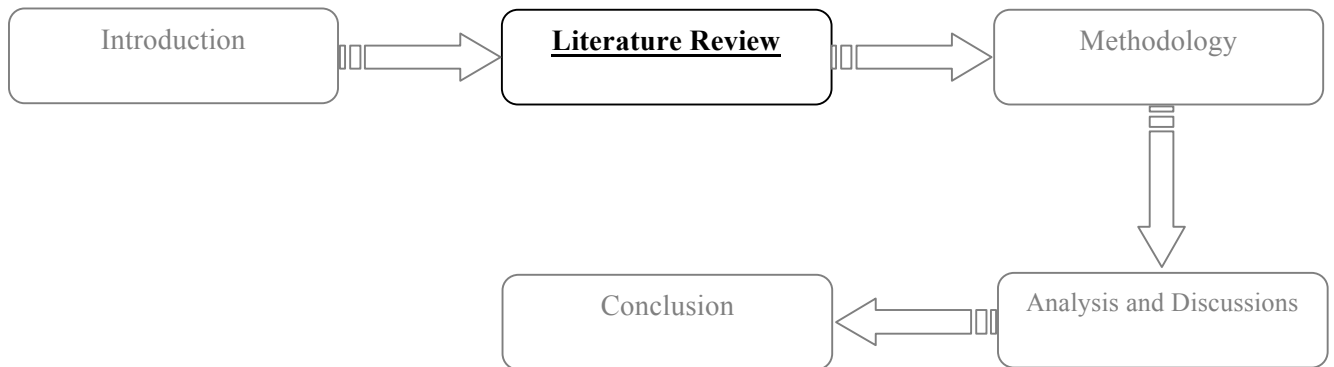 Introduction
Literature Review
Methodology
Analysis and Discussions
Conclusion